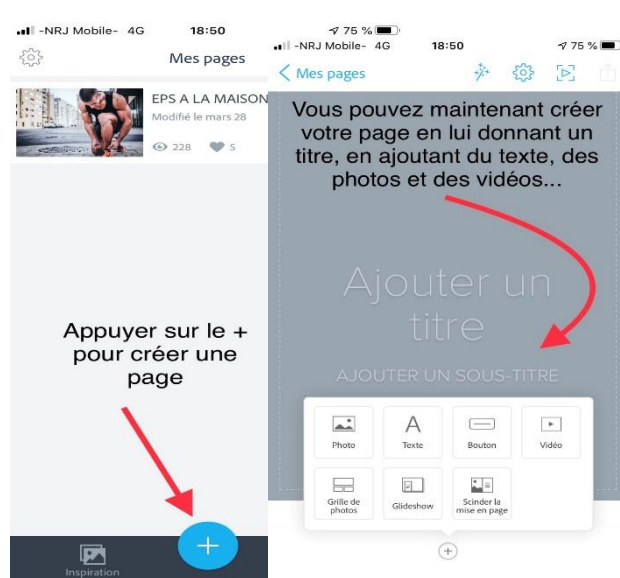 -NRJ Mobile- 4G 18:50 75 %
Mes pages
EPS A LA MAISON
Modifié le mars 28
228 5
Appuyer sur le +
pour créer une
page
Inspiration
-NRJ Mobile- 4G 18:50 75 %
Mes pages
Vous pouvez maintenant créer
votre page en lui donnant un
titre, en ajoutant du texte, des
photos et des vidéos...
Ajouter un
titre
AJOUTER UN SOUS-TITRE
Photo
A
Texte
Bouton
Vidéo
Grille de
photos
Glideshow
Scinder la
mise en page